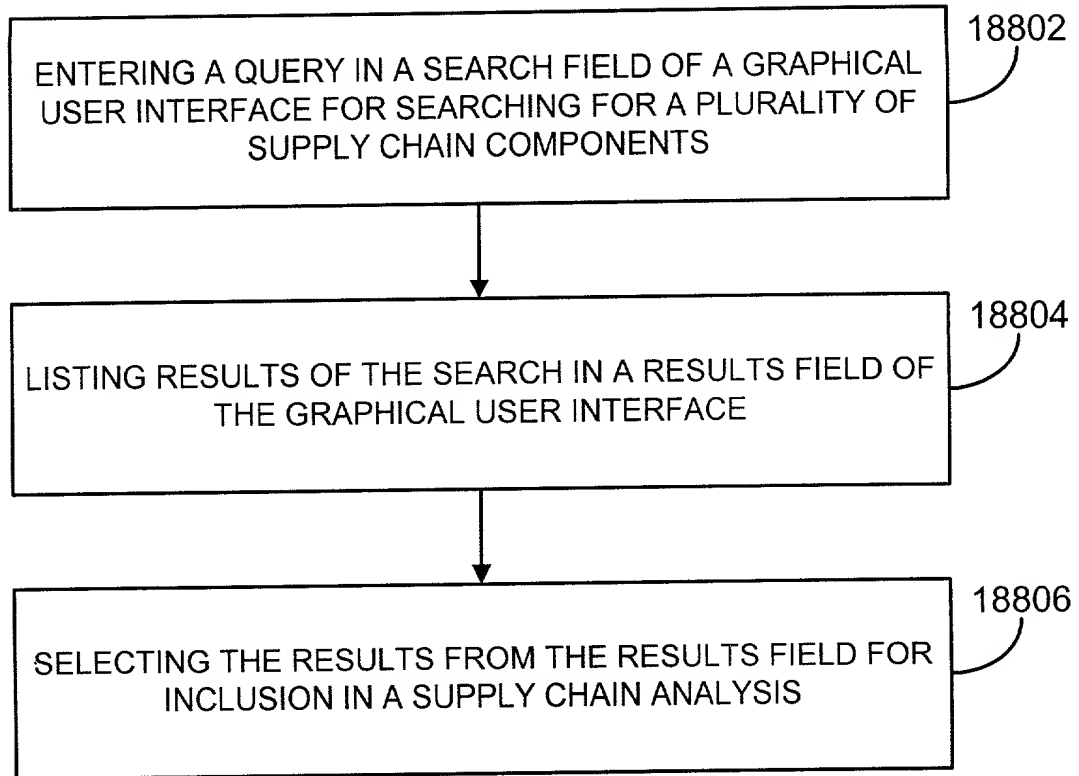 18802
ENTERING A QUERY IN A SEARCH FIELD OF A GRAPHICAL
USER INTERFACE FOR SEARCHING FOR A PLURALITY OF
SUPPLY CHAIN COMPONENTS
18804
LISTING RESULTS OF THE SEARCH IN A RESULTS FIELD OF
THE GRAPHICAL USER INTERFACE
18806
SELECTING THE RESULTS FROM THE RESULTS FIELD FOR
INCLUSION IN A SUPPLY CHAIN ANALYSIS